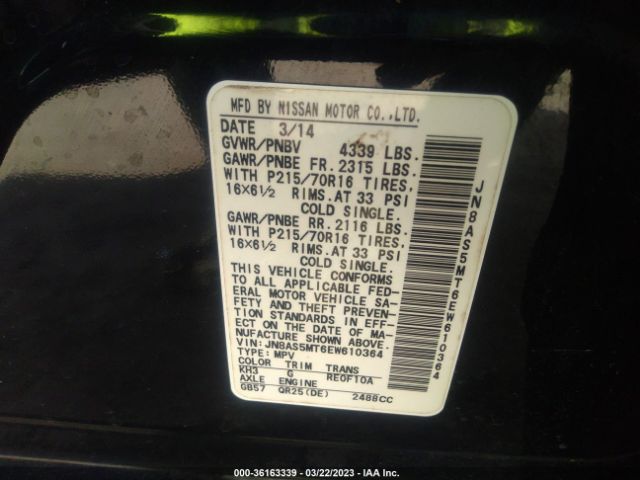 MFD BY NISSAN MOTOR CO.,LTD.
DATE 3/14
GVWR/PNBV 4339 LBS.
GAWR/PNBE FR. 2315 LBS.
WITH P215/70R16 TIRES,
16X6½ RIMS.AT 33 PSI
COLD SINGLE.
GAWR/PNBE RR. 2116 LBS.
WITH P215/70R16 TIRES,
16X6½ RIMS.AT 33 PSI
COLD SINGLE.
THIS VEHICLE CONFORMS
TO ALL APPLICABLE FED-
ERAL MOTOR VEHICLE SA-
FETY AND THEFT PREVEN-
TION STANDARDS IN EFF-
ECT ON THE DATE OF MA-
NUFACTURE SHOWN ABOVE.
VIN: JN8AS5MT6EW610364
TYPE: MPV
COLOR TRIM TRANS
KH3 G RE0F10A
AXLE ENGINE
GB57 QR25(DE) 2488CC
JN8AS5MT6EW610364
000-36163339 - 03/22/2023 - IAA Inc.